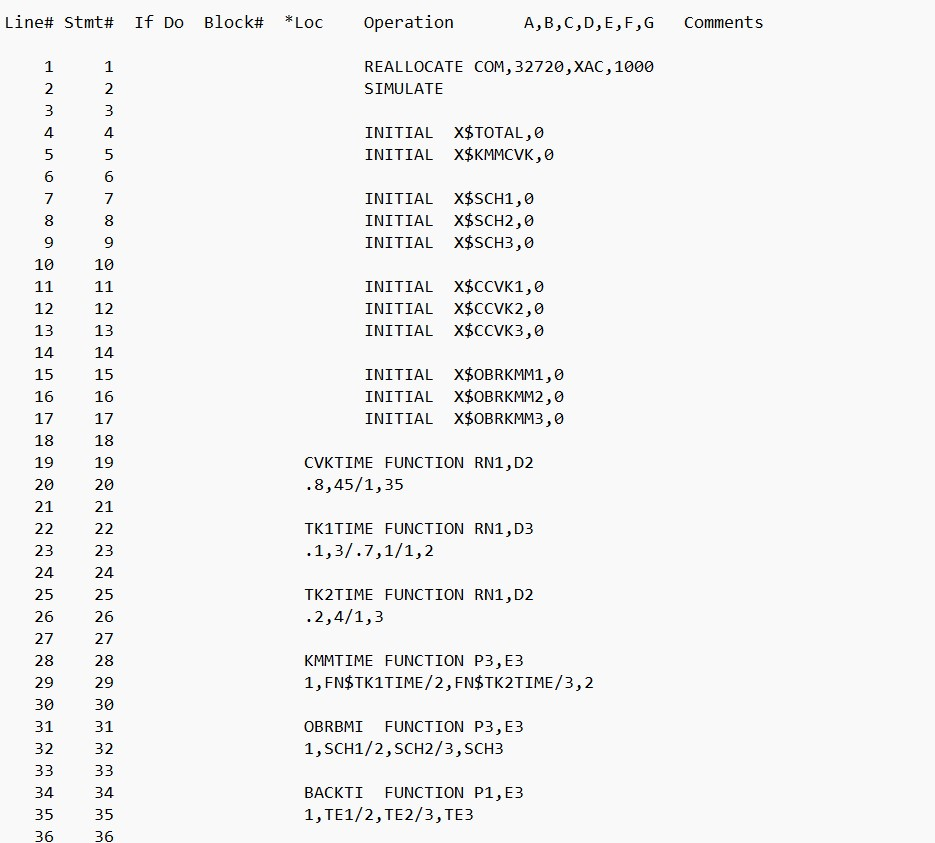 Line# Stmt# If Do Block# *Loc Operation A,B,C,D,E,F,G Comments
1 1 REALLOCATE COM,32720,XAC,1000
2 2 SIMULATE
3 3
4 4 INITIAL X$TOTAL,0
5 5 INITIAL X$KMMCVK,0
6 6
7 7 INITIAL X$SCH1,0
8 8 INITIAL X$SCH2,0
9 9 INITIAL X$SCH3,0
10 10
11 11 INITIAL X$CCVK1,0
12 12 INITIAL X$CCVK2,0
13 13 INITIAL X$CCVK3,0
14 14
15 15 INITIAL X$OBRKMM1,0
16 16 INITIAL X$OBRKMM2,0
17 17 INITIAL X$OBRKMM3,0
18 18
19 19 CVKTIME FUNCTION RN1,D2
20 20 .8,45/1,35
21 21
22 22 TK1TIME FUNCTION RN1,D3
23 23 .1,3/.7,1/1,2
24 24
25 25 TK2TIME FUNCTION RN1,D2
26 26 .2,4/1,3
27 27
28 28 KMMTIME FUNCTION P3,E3
29 29 1,FN$TK1TIME/2,FN$TK2TIME/3,2
30 30
31 31 OBRBMI FUNCTION P3,E3
32 32 1,SCH1/2,SCH2/3,SCH3
33 33
34 34 BACKTI FUNCTION P1,E3
35 35 1,TE1/2,TE2/3,TE3
36 36